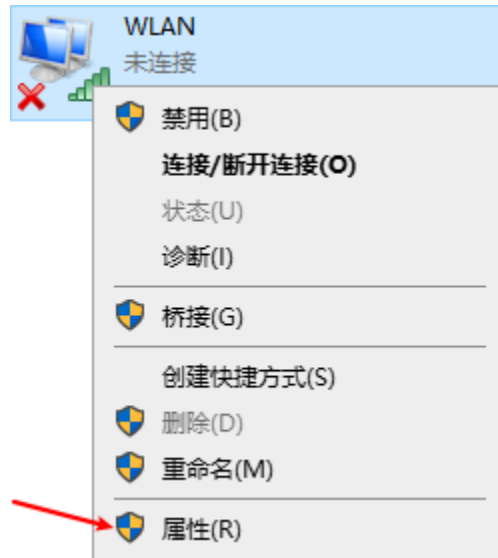 WLAN
未连接
禁用(B)
连接/断开连接(O)
状态(U)
诊断(I)
桥接(G)
创建快捷方式(S)
删除(D)
重命名(M)
属性(R)